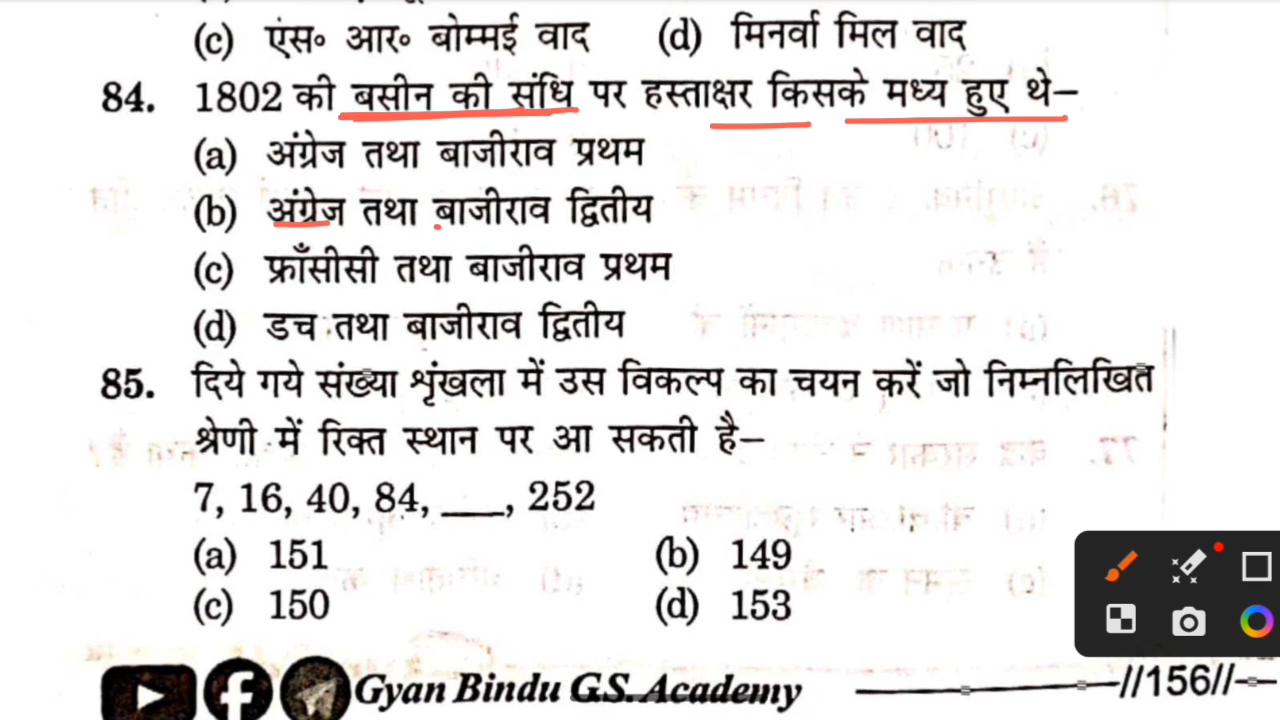 (c) एंस॰ आर॰ बोम्मई वाद (d) मिनर्वा मिल वाद
84. 1802 की बसीन की संधि पर हस्ताक्षर किसके मध्य हुए थे–
(a) अंग्रेज तथा बाजीराव प्रथम
(b) अंग्रेज तथा बाजीराव द्वितीय
(c) फ्राँसीसी तथा बाजीराव प्रथम
(d) डच तथा बाजीराव द्वितीय
85. दिये गये संख्या शृंखला में उस विकल्प का चयन करें जो निम्नलिखित
श्रेणी में रिक्त स्थान पर आ सकती है–
7, 16, 40, 84, ___, 252
(a) 151 (b) 149
(c) 150 (d) 153
Gyan Bindu G.S. Academy //156//